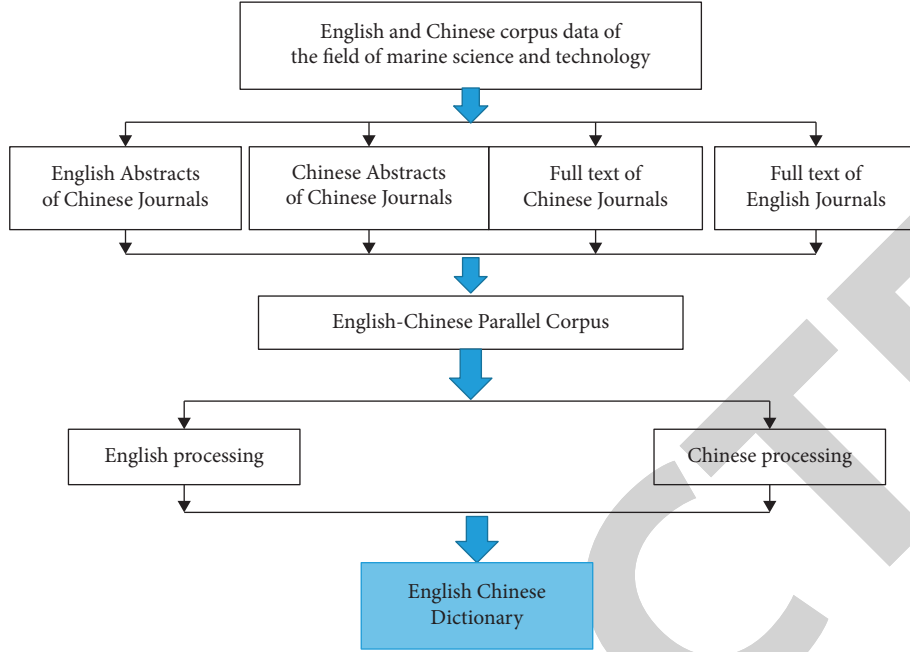 English and Chinese corpus data of
the field of marine science and technology
English Abstracts
of Chinese Journals
Chinese Abstracts
of Chinese Journals
Full text of
Chinese Journals
Full text of
English Journals
English-Chinese Parallel Corpus
English processing
Chinese processing
English Chinese
Dictionary
CTE